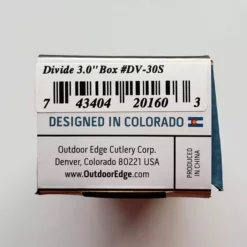 Divide 3.0" Box #DV-30S
7 43404 20160 3
DESIGNED IN COLORADO
Outdoor Edge Cutlery Corp.
Denver, Colorado 80221 USA
www.OutdoorEdge.com
PRODUCED
IN CHINA